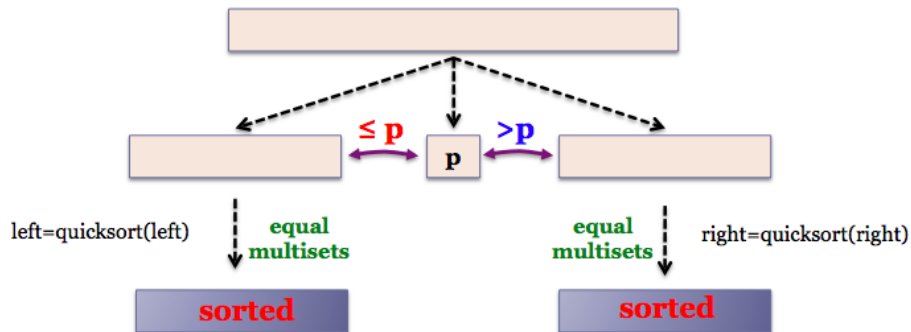 ≤ p
>p
p
left=quicksort(left)
equal
multisets
equal
multisets
right=quicksort(right)
sorted
sorted